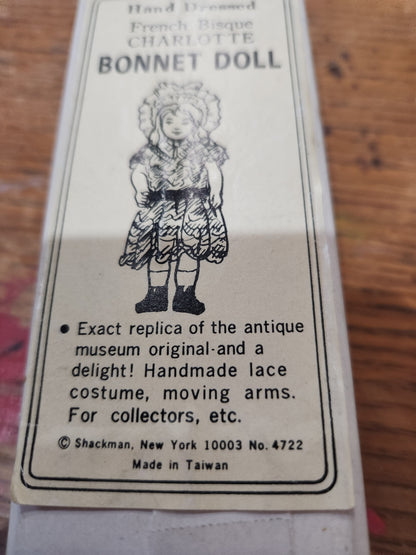 Hand Dressed
French Bisque
CHARLOTTE
BONNET DOLL
● Exact replica of the antique
museum original-and a
delight! Handmade lace
costume, moving arms.
For collectors, etc.
© Shackman, New York 10003 No. 4722
Made in Taiwan